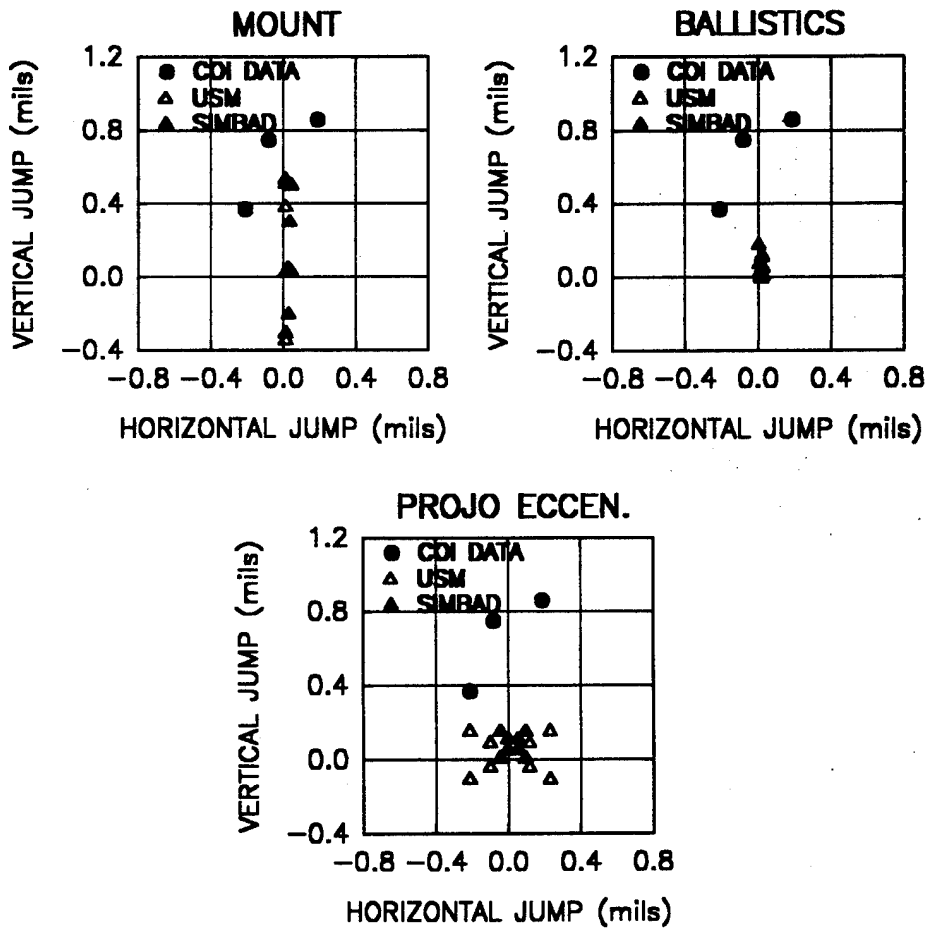 MOUNT
1.2
0.8
0.4
0.0
−0.4
VERTICAL JUMP (mils)
CDI DATA
USM
SIMBAD
−0.8 −0.4 0.0 0.4 0.8
HORIZONTAL JUMP (mils)
BALLISTICS
1.2
0.8
0.4
0.0
−0.4
VERTICAL JUMP (mils)
CDI DATA
USM
SIMBAD
−0.8 −0.4 0.0 0.4 0.8
HORIZONTAL JUMP (mils)
PROJO ECCEN.
1.2
0.8
0.4
0.0
−0.4
VERTICAL JUMP (mils)
CDI DATA
USM
SIMBAD
−0.8 −0.4 0.0 0.4 0.8
HORIZONTAL JUMP (mils)